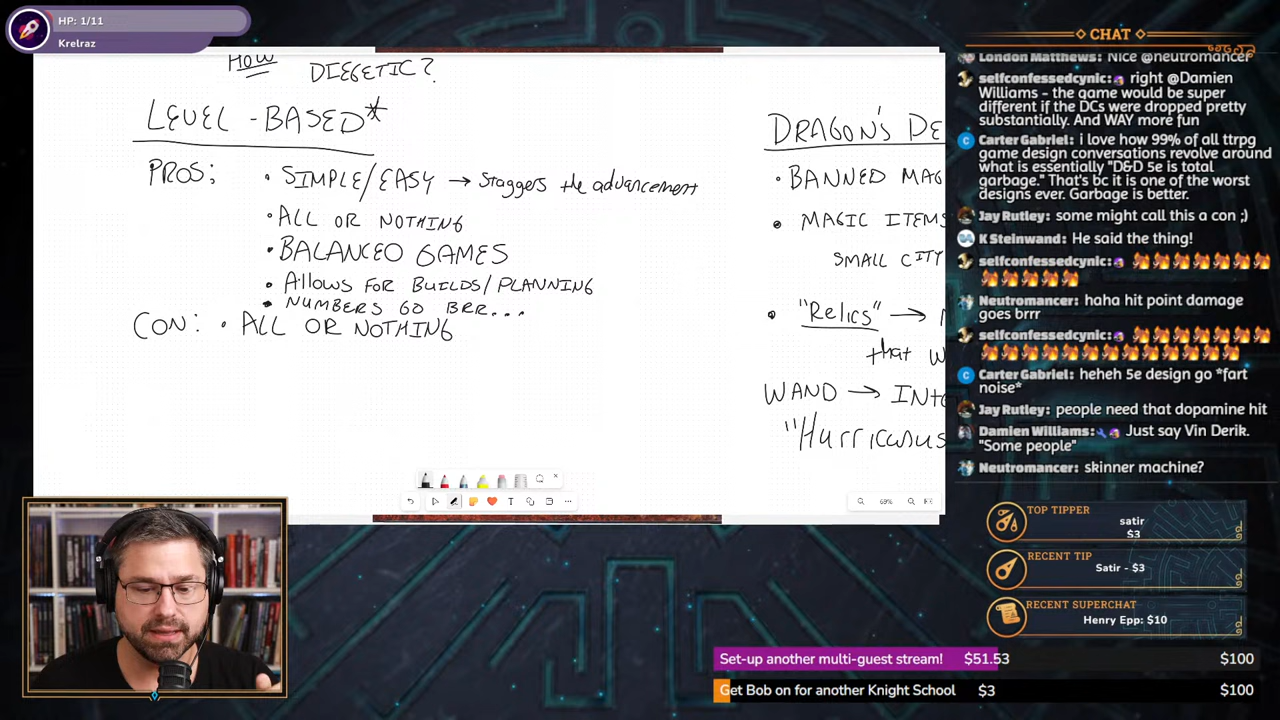 HP: 1/11
Krelraz
HOW DIEGETIC?
LEVEL-BASED*
PROS:
• SIMPLE/EASY → Staggers the advancement
• ALL OR NOTHING
• BALANCED GAMES
• ALLOWS FOR BUILDS/PLANNING
• NUMBERS GO BRR...
CON: • ALL OR NOTHING
DRAGON'S DE
• BANNED MAG
• MAGIC ITEMS
SMALL CITY
• "Relics" →
that W
WAND → INTO
"Hurricanus
69%
CHAT
London Matthews: Nice @neutromancer
selfconfessedcynic: right @Damien
Williams - the game would be super
different if the DCs were dropped pretty
substantially. And WAY more fun
Carter Gabriel: i love how 99% of all ttrpg
game design conversations revolve around
what is essentially "D&D 5e is total
garbage." That's bc it is one of the worst
designs ever. Garbage is better.
Jay Rutley: some might call this a con ;)
K Steinwand: He said the thing!
selfconfessedcynic: 🔥🔥🔥🔥🔥🔥🔥
🔥🔥🔥🔥🔥
Neutromancer: haha hit point damage
goes brrr
selfconfessedcynic: 🔥🔥🔥🔥🔥🔥🔥
🔥🔥🔥🔥🔥🔥🔥🔥🔥🔥🔥🔥🔥
Carter Gabriel: heheh 5e design go *fart
noise*
Jay Rutley: people need that dopamine hit
Damien Williams: Just say Vin Derik.
"Some people"
Neutromancer: skinner machine?
TOP TIPPER
satir
$3
RECENT TIP
Satir - $3
RECENT SUPERCHAT
Henry Epp: $10
Set-up another multi-guest stream! $51.53 $100
Get Bob on for another Knight School $3 $100